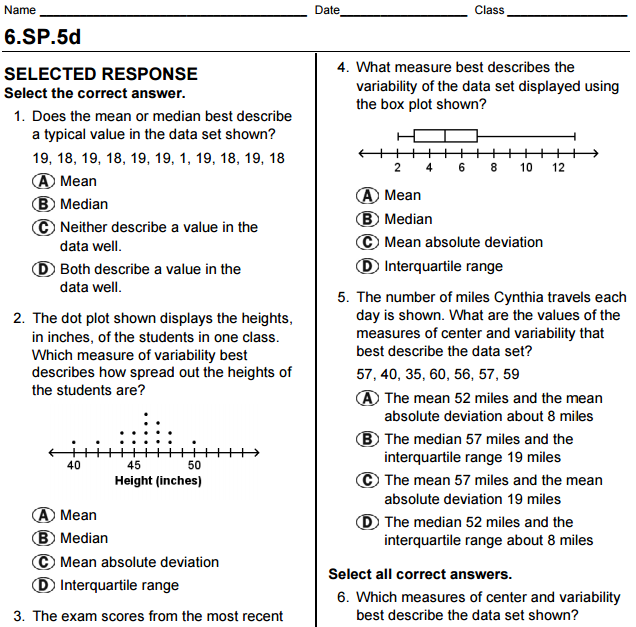 Name Date Class
6.SP.5d
SELECTED RESPONSE
Select the correct answer.
1. Does the mean or median best describe
a typical value in the data set shown?
19, 18, 19, 18, 19, 19, 1, 19, 18, 19, 18
A Mean
B Median
C Neither describe a value in the
data well.
D Both describe a value in the
data well.
2. The dot plot shown displays the heights,
in inches, of the students in one class.
Which measure of variability best
describes how spread out the heights of
the students are?
40 45 50
Height (inches)
A Mean
B Median
C Mean absolute deviation
D Interquartile range
3. The exam scores from the most recent
4. What measure best describes the
variability of the data set displayed using
the box plot shown?
2 4 6 8 10 12
A Mean
B Median
C Mean absolute deviation
D Interquartile range
5. The number of miles Cynthia travels each
day is shown. What are the values of the
measures of center and variability that
best describe the data set?
57, 40, 35, 60, 56, 57, 59
A The mean 52 miles and the mean
absolute deviation about 8 miles
B The median 57 miles and the
interquartile range 19 miles
C The mean 57 miles and the mean
absolute deviation 19 miles
D The median 52 miles and the
interquartile range about 8 miles
Select all correct answers.
6. Which measures of center and variability
best describe the data set shown?